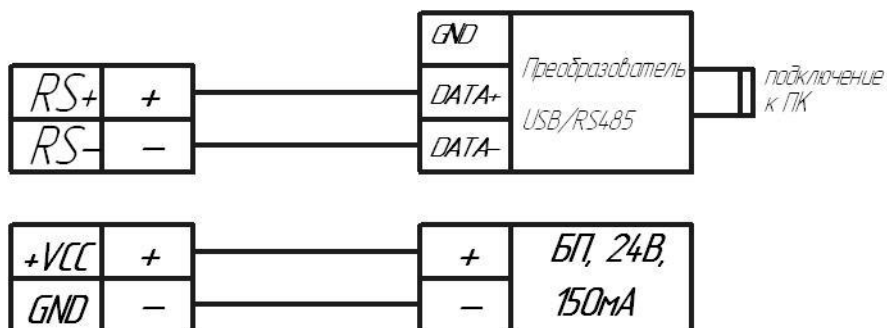 GND
RS+ + DATA+ Преобразователь подключение
RS- - DATA- USB/RS485 к ПК
+VCC + + БП, 24В,
GND - - 150мА